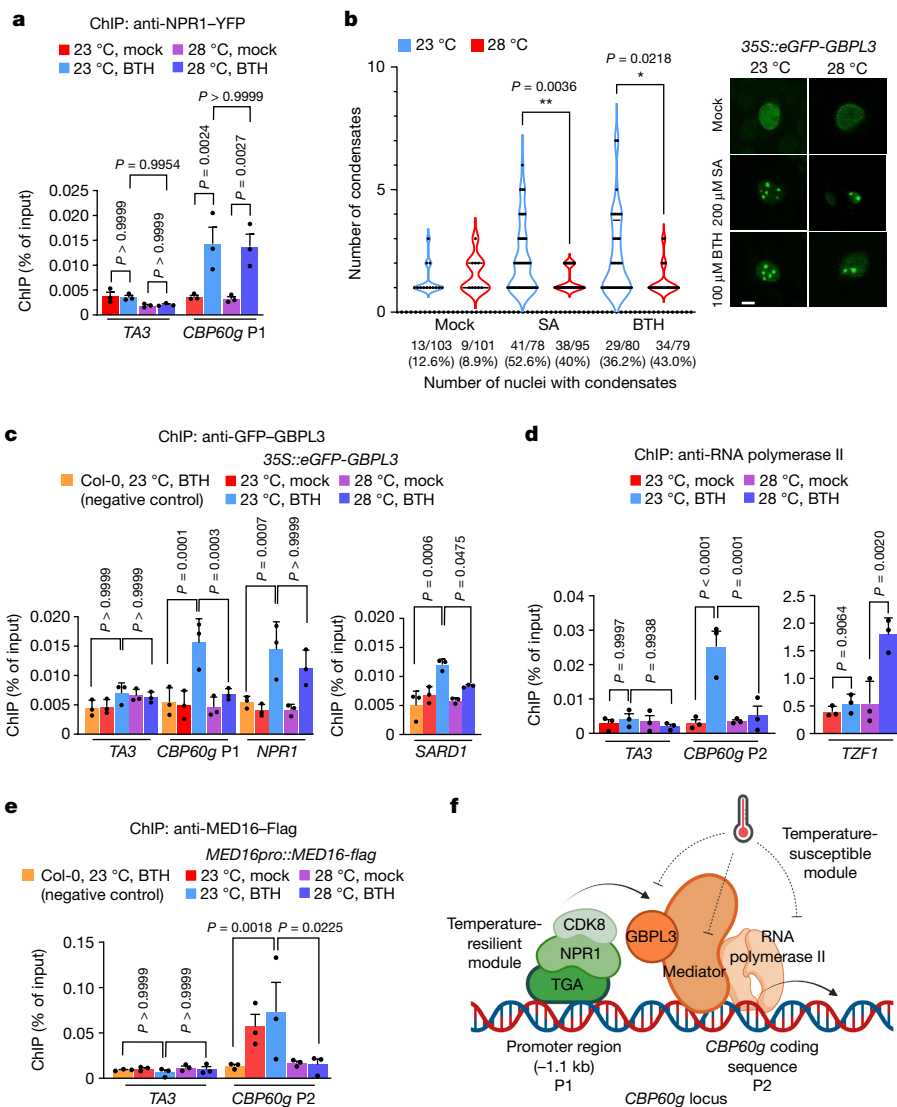 a
ChIP: anti-NPR1–YFP
23 °C, mock
28 °C, mock
23 °C, BTH
28 °C, BTH
P > 0.9999
P = 0.9954
P = 0.0024
P = 0.0027
P > 0.9999
P > 0.9999
ChIP (% of input)
0.025
0.020
0.015
0.010
0.005
0
TA3
CBP60g P1
b
23 °C
28 °C
P = 0.0036
**
P = 0.0218
*
Number of condensates
10
5
0
Mock
SA
BTH
13/103 9/101 41/78 38/95 29/80 34/79
(12.6%) (8.9%) (52.6%) (40%) (36.2%) (43.0%)
Number of nuclei with condensates
35S::eGFP-GBPL3
23 °C 28 °C
Mock
200 μM SA
100 μM BTH
c
ChIP: anti-GFP–GBPL3
35S::eGFP-GBPL3
Col-0, 23 °C, BTH
(negative control)
23 °C, mock
28 °C, mock
23 °C, BTH
28 °C, BTH
P > 0.9999
P > 0.9999
P = 0.0001
P = 0.0003
P = 0.0007
P > 0.9999
ChIP (% of input)
0.020
0.015
0.010
0.005
0
TA3
CBP60g P1
NPR1
P = 0.0006
P = 0.0475
ChIP (% of input)
0.020
0.015
0.010
0.005
0
SARD1
d
ChIP: anti-RNA polymerase II
23 °C, mock
28 °C, mock
23 °C, BTH
28 °C, BTH
P = 0.9997
P = 0.9938
P < 0.0001
P = 0.0001
ChIP (% of input)
0.04
0.03
0.02
0.01
0
TA3
CBP60g P2
P = 0.9064
P = 0.0020
2.5
2.0
1.5
1.0
0.5
0
TZF1
e
ChIP: anti-MED16–Flag
MED16pro::MED16-flag
Col-0, 23 °C, BTH
(negative control)
23 °C, mock
28 °C, mock
23 °C, BTH
28 °C, BTH
P > 0.9999
P > 0.9999
P = 0.0018
P = 0.0225
ChIP (% of input)
0.15
0.10
0.05
0
TA3
CBP60g P2
f
Temperature-
susceptible
module
Temperature-
resilient
module
CDK8
NPR1
TGA
GBPL3
Mediator
RNA
polymerase II
Promoter region
(–1.1 kb)
P1
CBP60g coding
sequence
P2
CBP60g locus